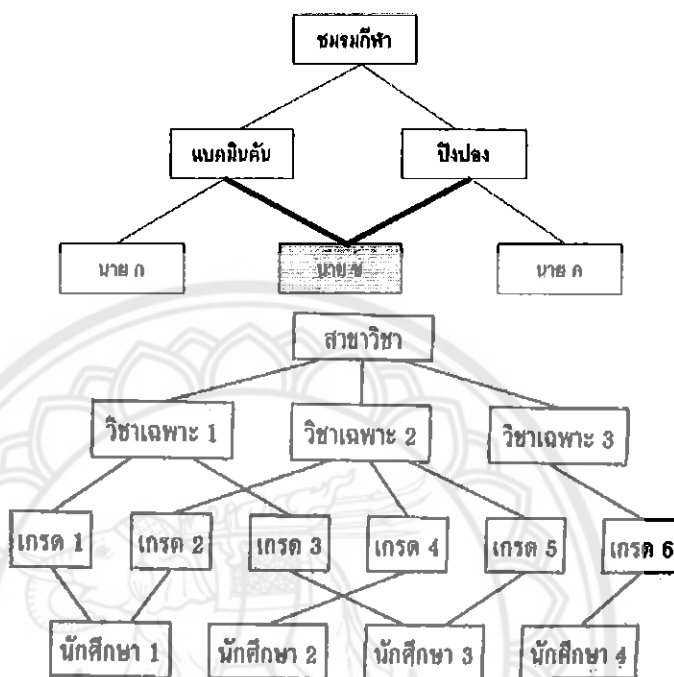 ชมรมกีฬา
แบดมินตัน ปิงปอง
นาย ก นาย ข นาย ค
สาขาวิชา
วิชาเฉพาะ 1 วิชาเฉพาะ 2 วิชาเฉพาะ 3
เกรด 1 เกรด 2 เกรด 3 เกรด 4 เกรด 5 เกรด 6
นักศึกษา 1 นักศึกษา 2 นักศึกษา 3 นักศึกษา 4